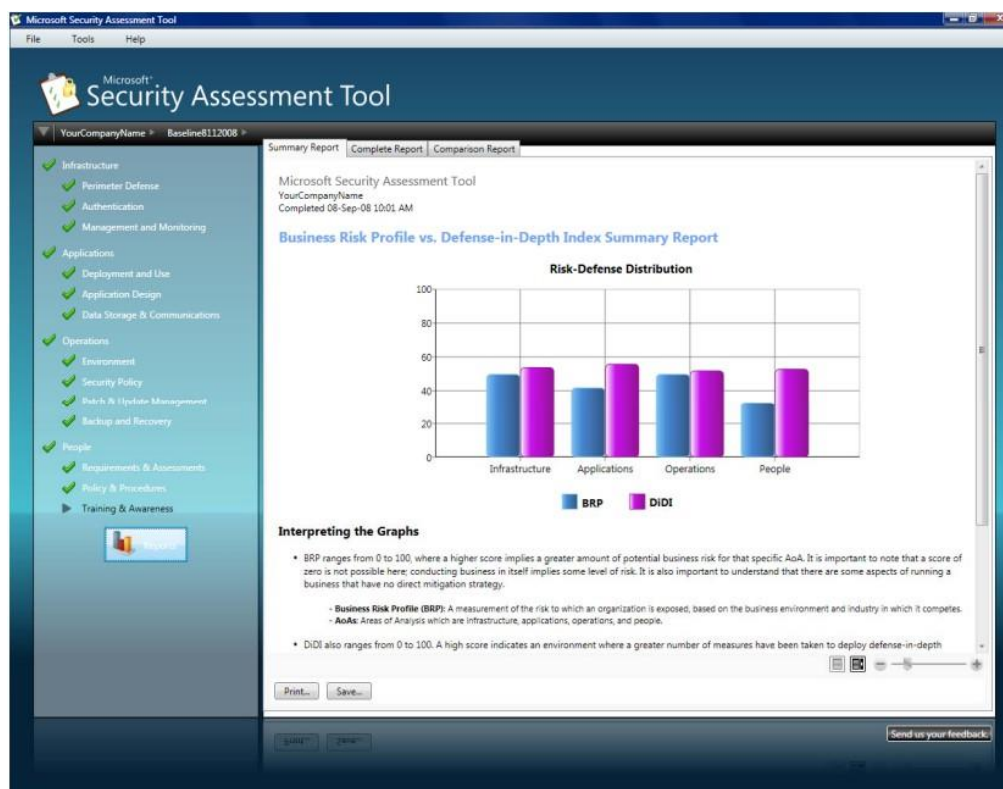 Microsoft Security Assessment Tool
File Tools Help
Microsoft®
Security Assessment Tool
YourCompanyName Baseline8112008
Infrastructure
Perimeter Defense
Authentication
Management and Monitoring
Applications
Deployment and Use
Application Design
Data Storage & Communications
Operations
Environment
Security Policy
Patch & Update Management
Backup and Recovery
People
Requirements & Assessments
Policy & Procedures
Training & Awareness
Reports
Summary Report Complete Report Comparison Report
Microsoft Security Assessment Tool
YourCompanyName
Completed 08-Sep-08 10:01 AM
Business Risk Profile vs. Defense-in-Depth Index Summary Report
Risk-Defense Distribution
100
80
60
40
20
0
Infrastructure Applications Operations People
BRP DiDI
Interpreting the Graphs
• BRP ranges from 0 to 100, where a higher score implies a greater amount of potential business risk for that specific AoA. It is important to note that a score of
zero is not possible here; conducting business in itself implies some level of risk. It is also important to understand that there are some aspects of running a
business that have no direct mitigation strategy.
- Business Risk Profile (BRP): A measurement of the risk to which an organization is exposed, based on the business environment and industry in which it competes.
- AoAs: Areas of Analysis which are infrastructure, applications, operations, and people.
• DiDI also ranges from 0 to 100. A high score indicates an environment where a greater number of measures have been taken to deploy defense-in-depth
Print... Save...
Send us your feedback.